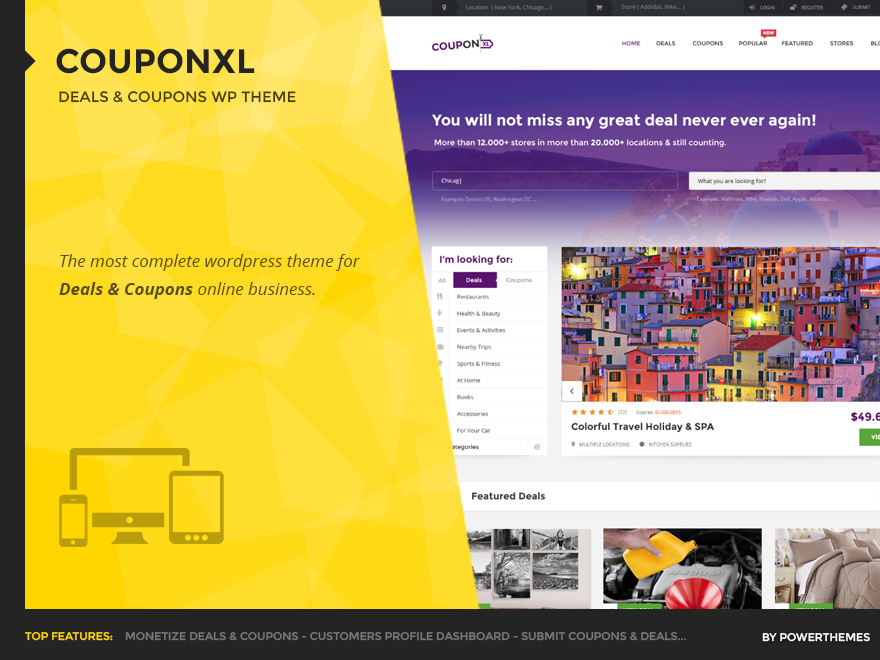 COUPONXL
DEALS & COUPONS WP THEME
The most complete wordpress theme for
Deals & Coupons online business.
Location ( New York, Chicago... )
Store ( Addidas, Nike... )
LOGIN
REGISTER
SUBMIT
COUPON XL
HOME
DEALS
COUPONS
POPULAR
NEW
FEATURED
STORES
BLO
You will not miss any great deal never ever again!
More than 12.000+ stores in more than 20.000+ locations & still counting.
Chicag|
What you are looking for?
Example: Detroit US, Washington DC ...
Example: Wallmart, Nike, Reebok, Dell, Apple, Addidas ...
I'm looking for:
All
Deals
Coupons
Restaurants
Health & Beauty
Events & Activities
Nearby Trips
Sports & Fitness
At Home
Books
Accessories
For Your Car
ategories
Expires: 01/06/2015
$49.6
Colorful Travel Holiday & SPA
VIE
MULTIPLE LOCATIONS
KITCHEN SUPPLIES
Featured Deals
TOP FEATURES: MONETIZE DEALS & COUPONS - CUSTOMERS PROFILE DASHBOARD - SUBMIT COUPONS & DEALS...
BY POWERTHEMES